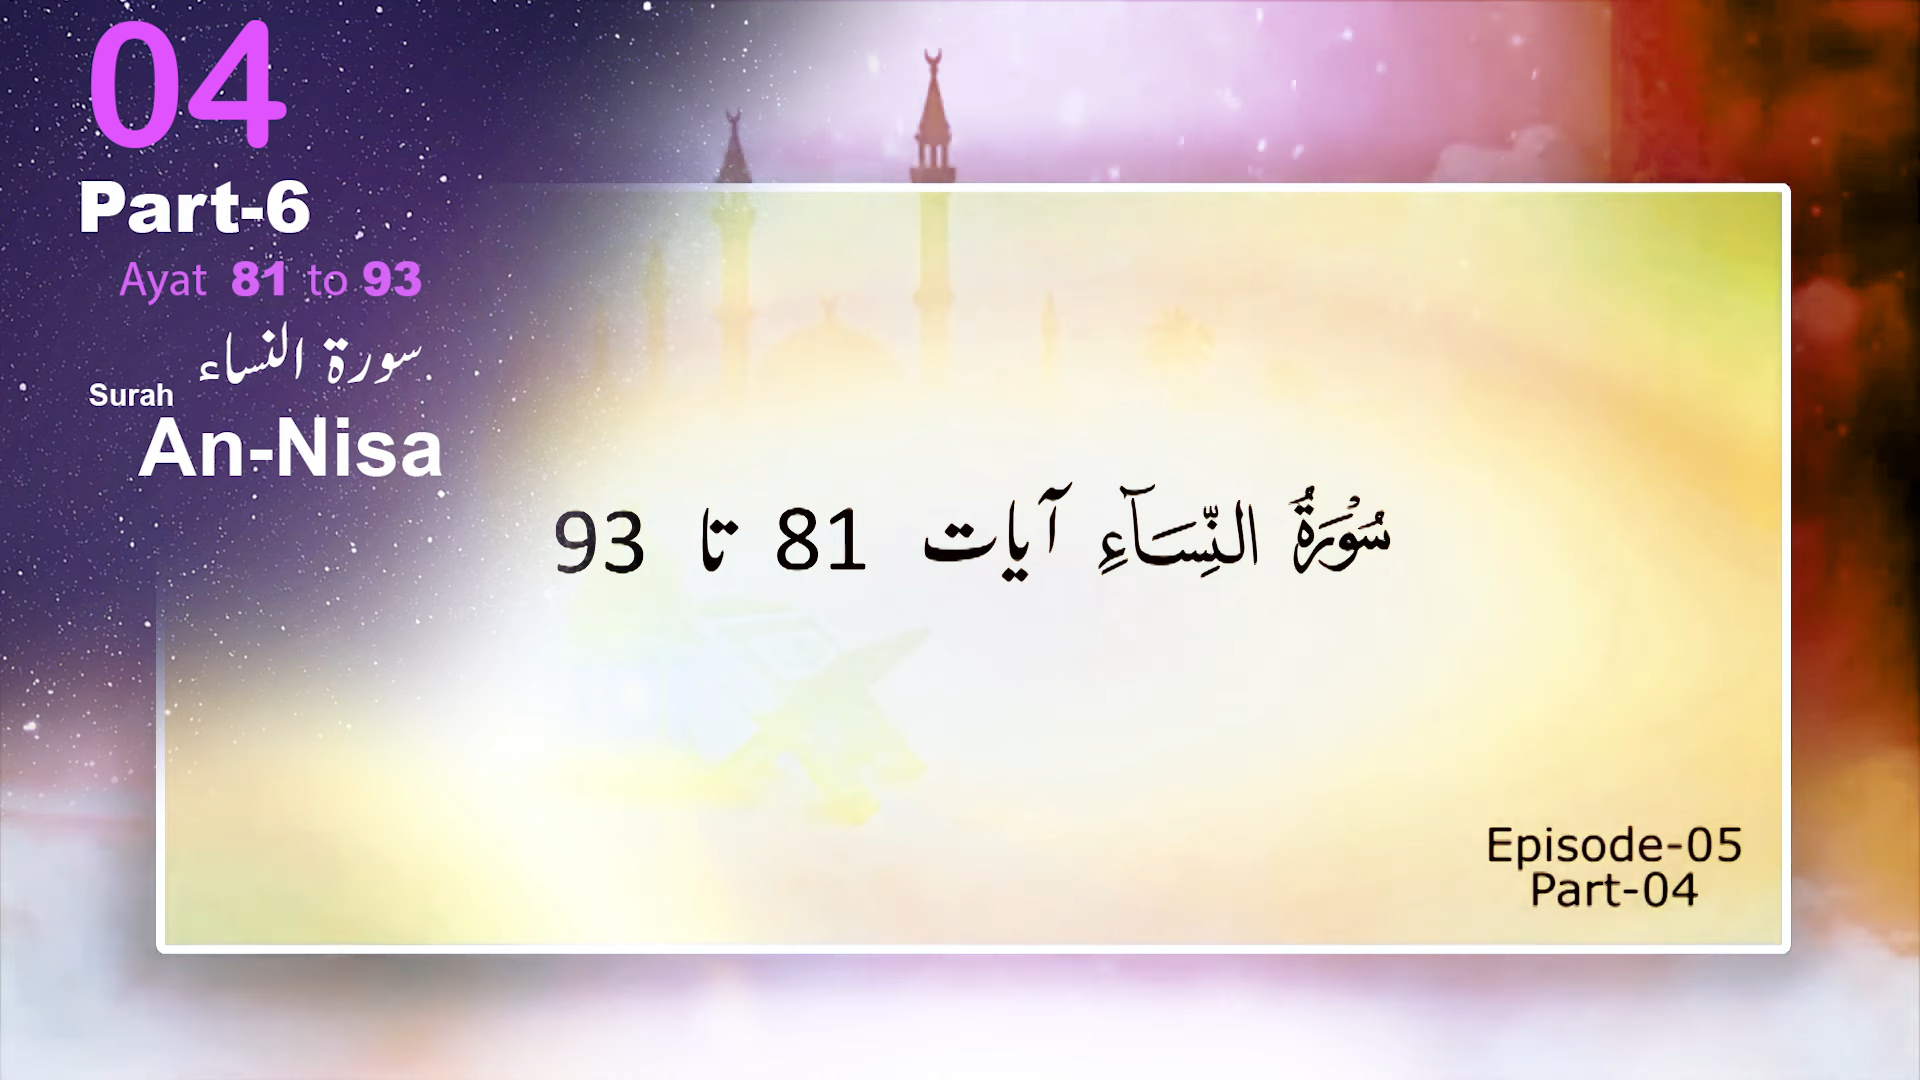 04
Part-6
Ayat 81 to 93
سورة النساء
Surah
An-Nisa
سُوْرَةُ النِّسَآءِ آیات 81 تا 93
Episode-05
Part-04